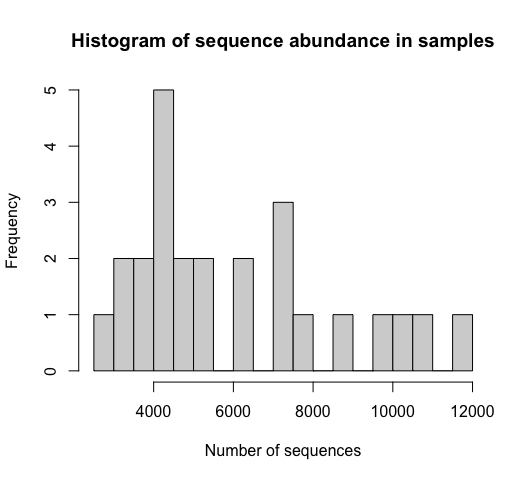 Histogram of sequence abundance in samples
Frequency
5
4
3
2
1
0
4000 6000 8000 10000 12000
Number of sequences